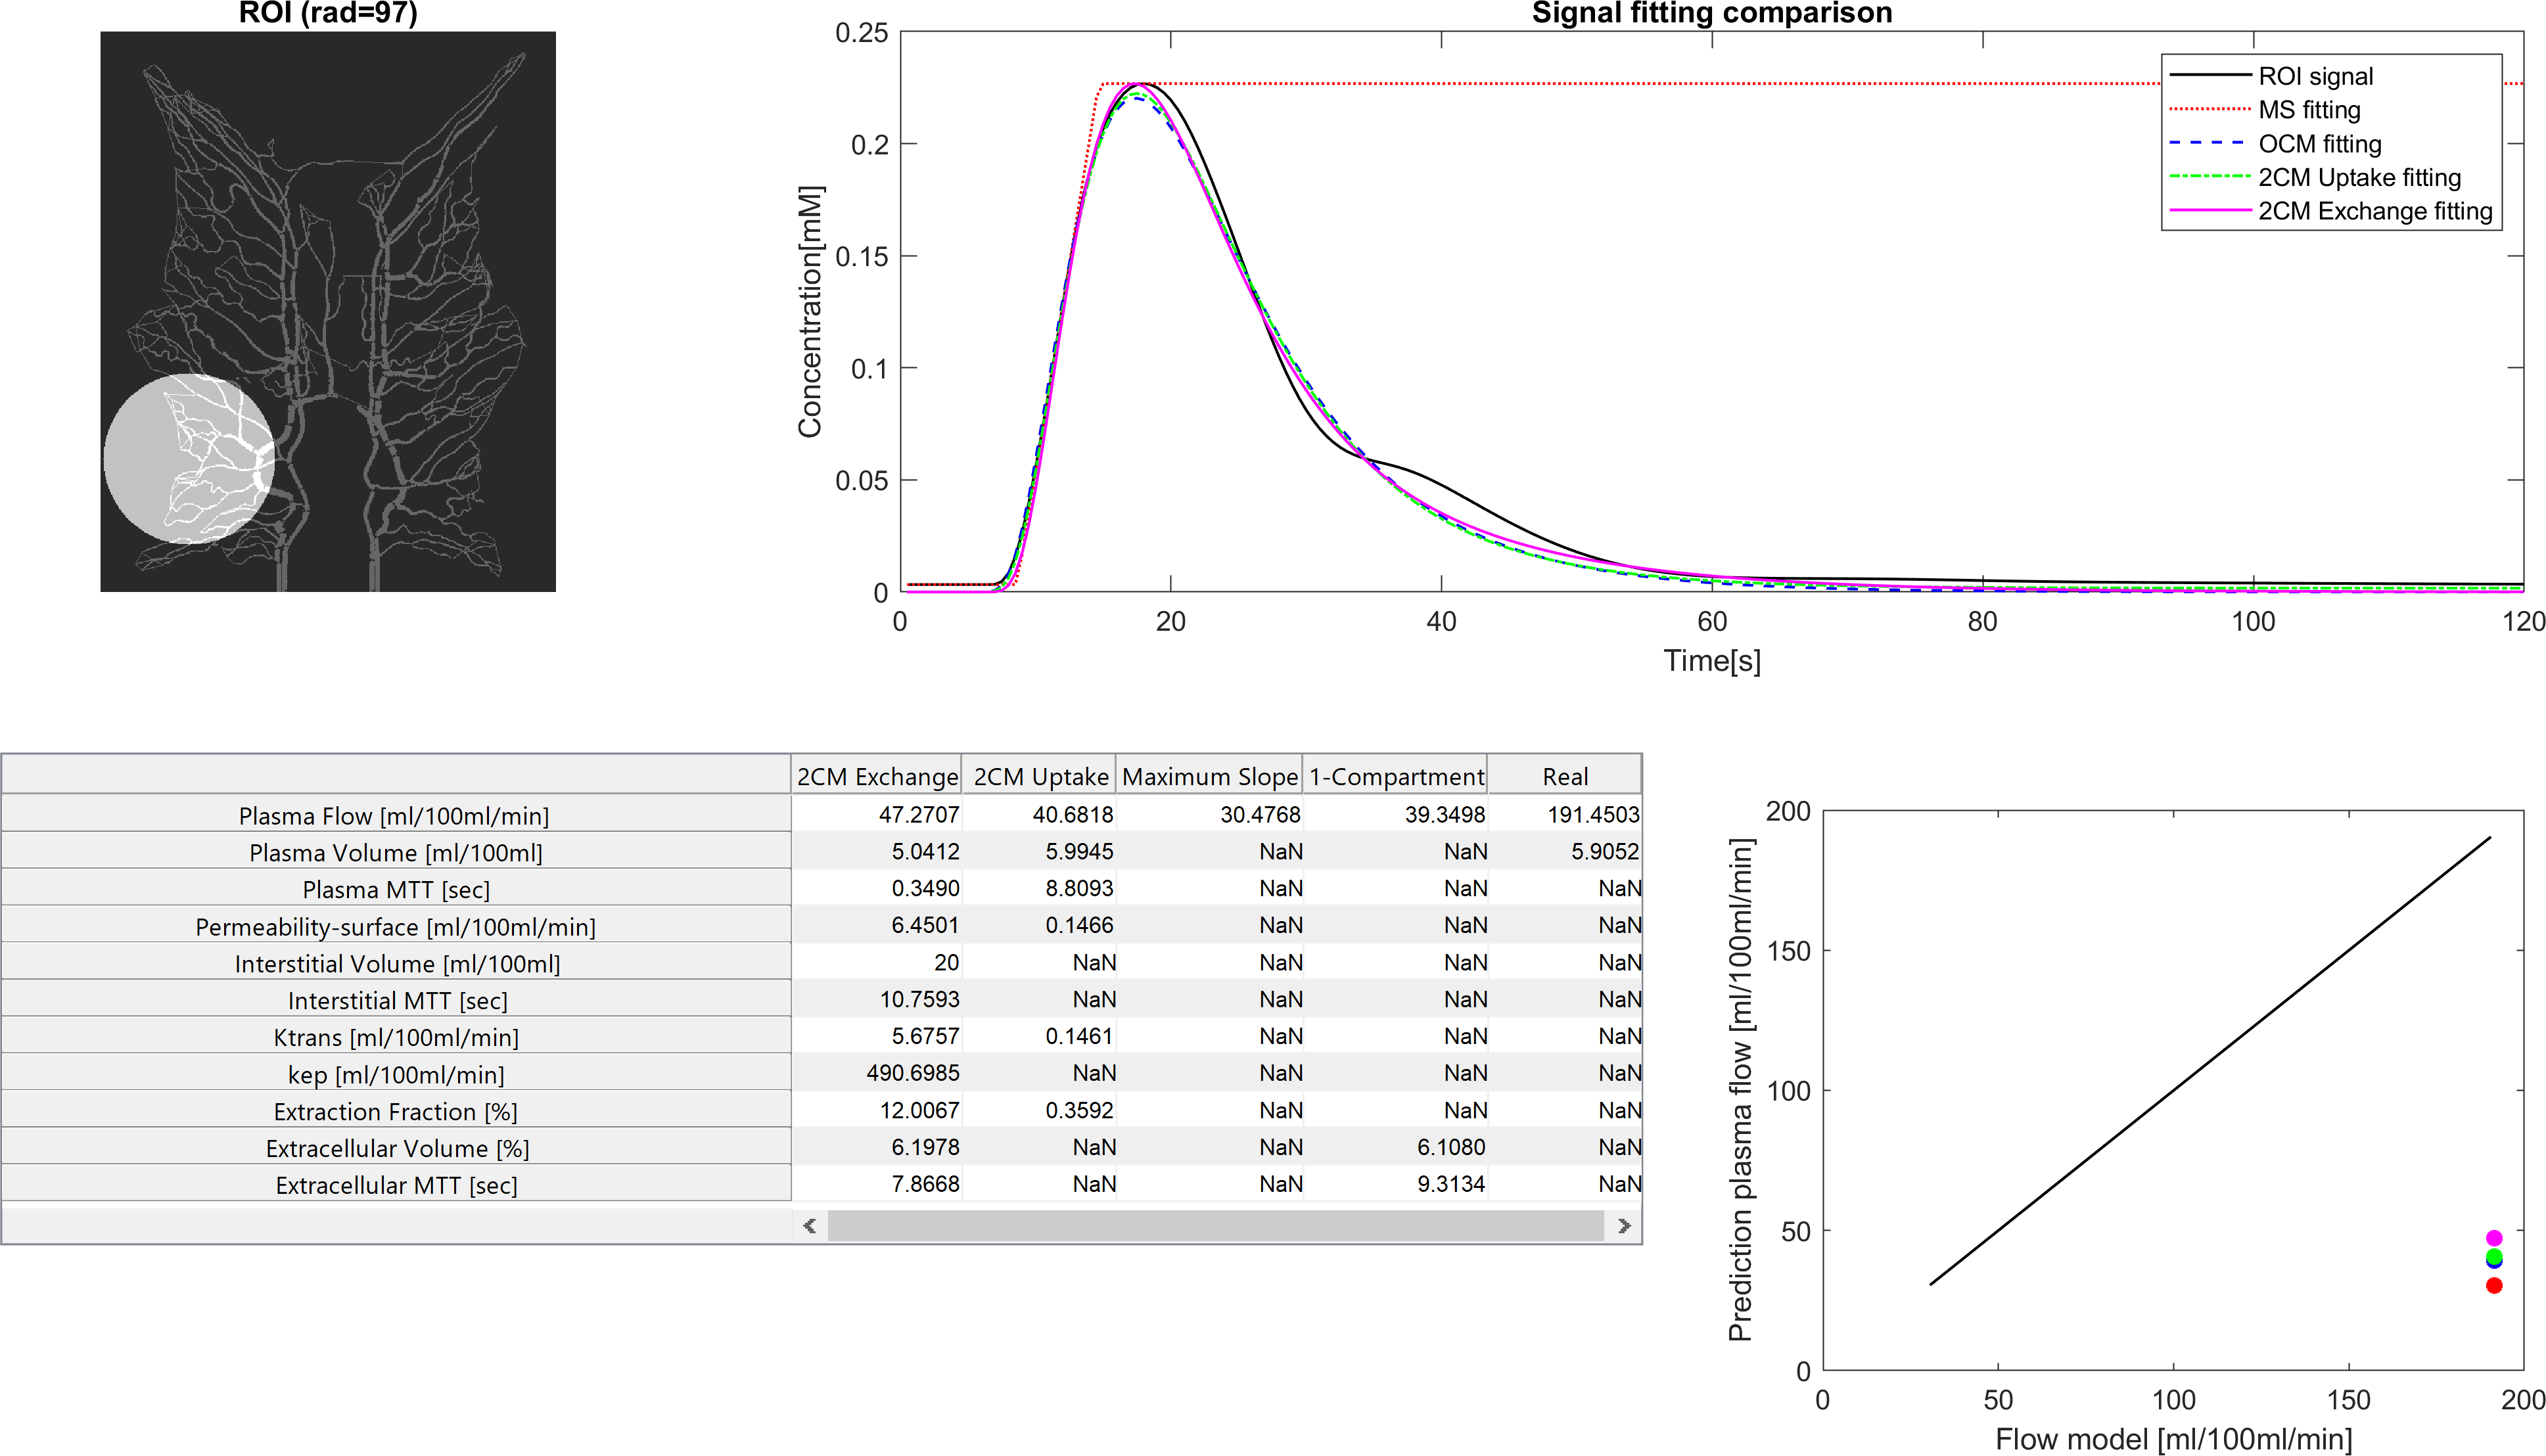 ROI (rad=97)
Signal fitting comparison
0.25
0.2
0.15
0.1
0.05
0
Concentration[mM]
0 20 40 60 80 100 120
Time[s]
ROI signal
MS fitting
OCM fitting
2CM Uptake fitting
2CM Exchange fitting
2CM Exchange 2CM Uptake Maximum Slope 1-Compartment Real
Plasma Flow [ml/100ml/min] 47.2707 40.6818 30.4768 39.3498 191.4503
Plasma Volume [ml/100ml] 5.0412 5.9945 NaN NaN 5.9052
Plasma MTT [sec] 0.3490 8.8093 NaN NaN NaN
Permeability-surface [ml/100ml/min] 6.4501 0.1466 NaN NaN NaN
Interstitial Volume [ml/100ml] 20 NaN NaN NaN NaN
Interstitial MTT [sec] 10.7593 NaN NaN NaN NaN
Ktrans [ml/100ml/min] 5.6757 0.1461 NaN NaN NaN
kep [ml/100ml/min] 490.6985 NaN NaN NaN NaN
Extraction Fraction [%] 12.0067 0.3592 NaN NaN NaN
Extracellular Volume [%] 6.1978 NaN NaN 6.1080 NaN
Extracellular MTT [sec] 7.8668 NaN NaN 9.3134 NaN
200
150
100
50
0
Prediction plasma flow [ml/100ml/min]
0 50 100 150 200
Flow model [ml/100ml/min]